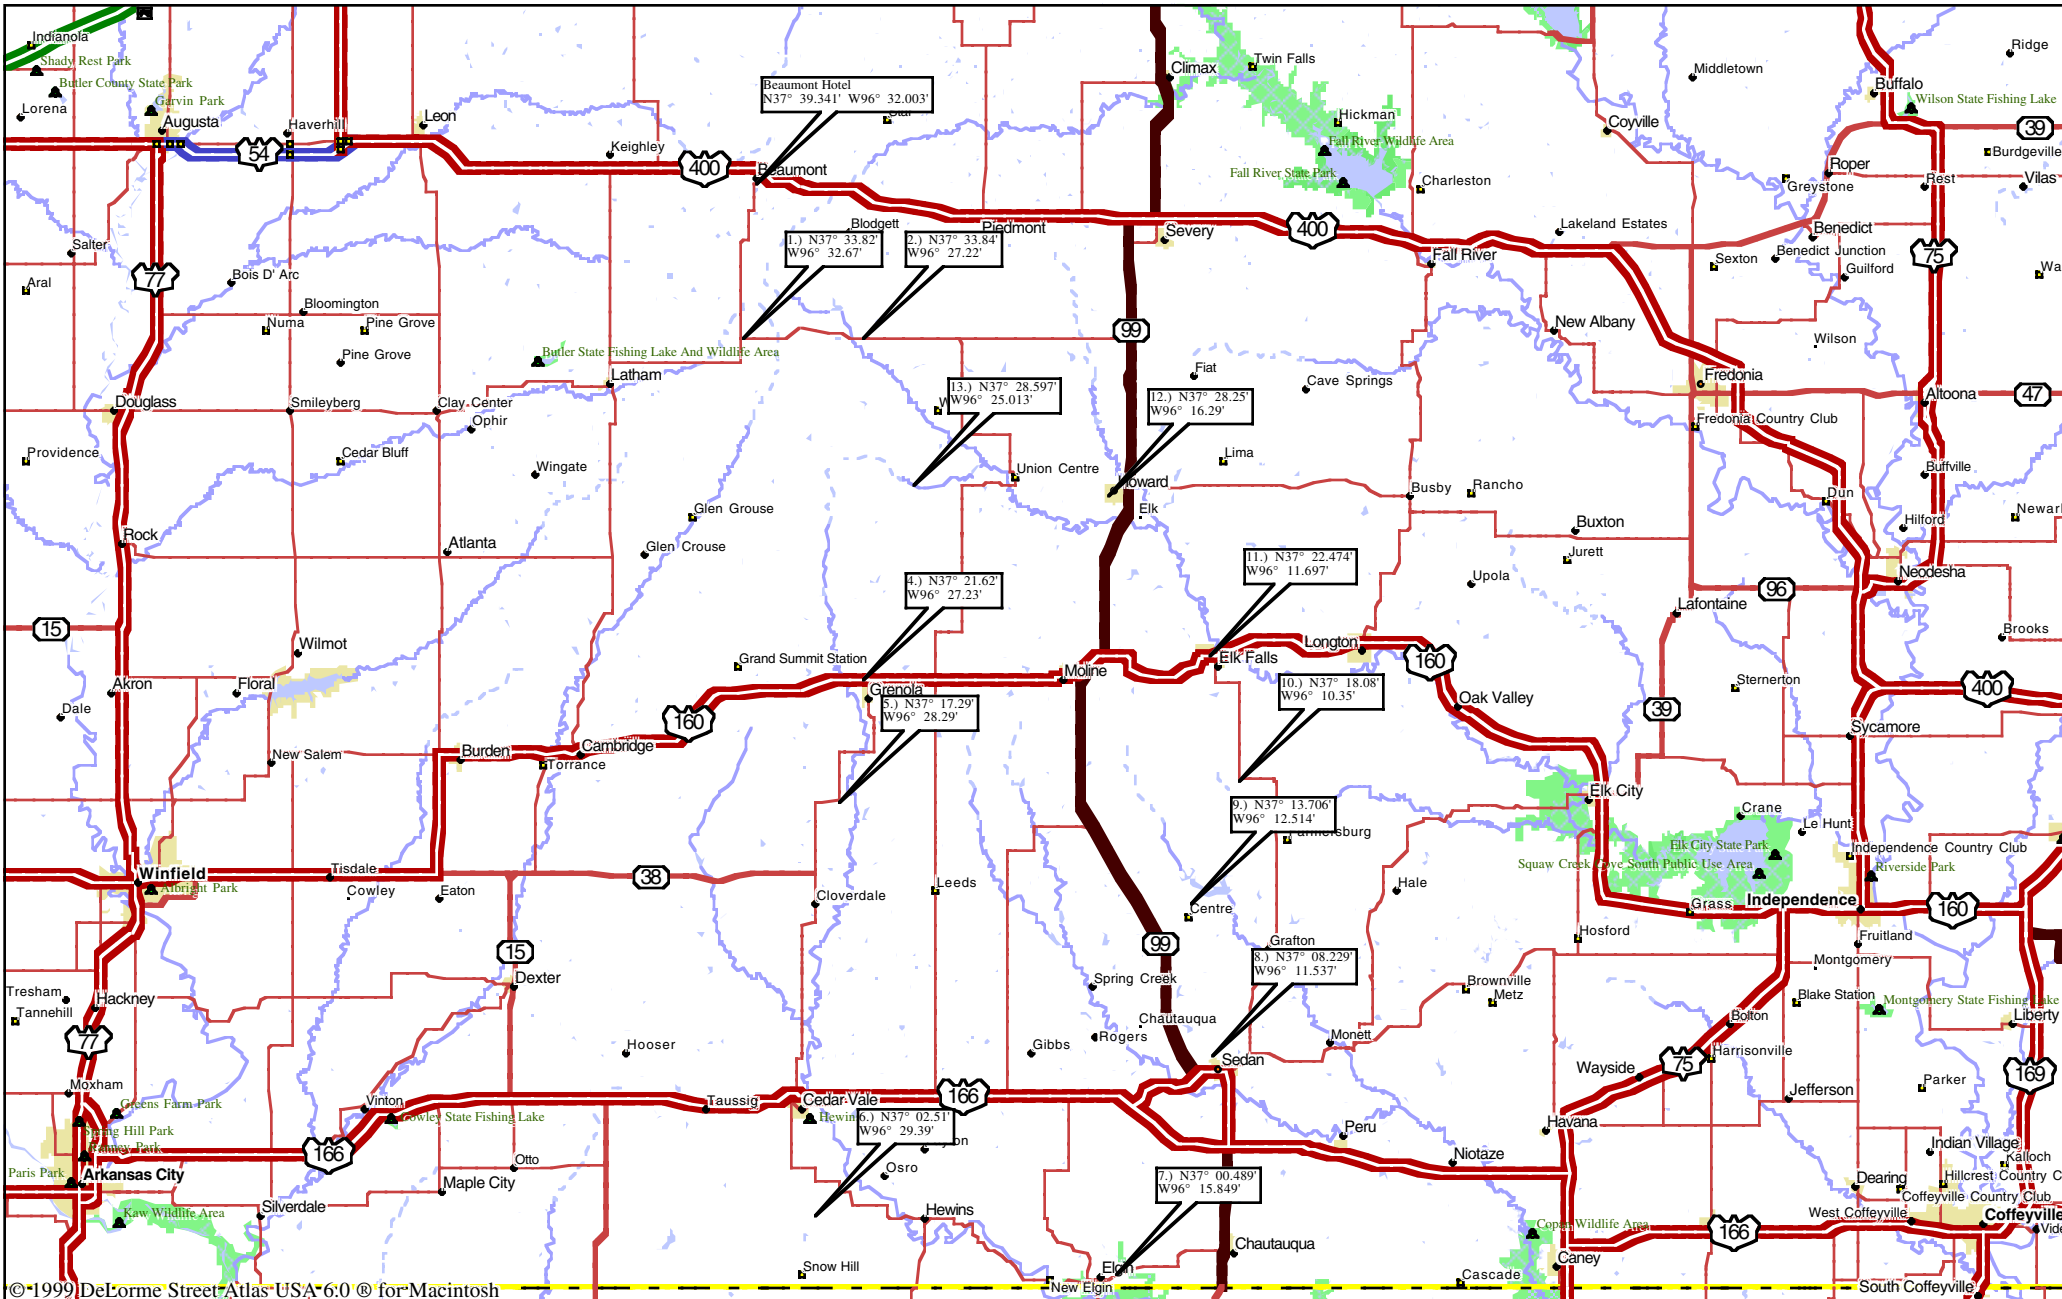 Indianola
Shady Rest Park
Butler County State Park
Lorena
Garvin Park
Augusta
Haverhill
Leon
54
Keighley
400
Beaumont Hotel
N37° 39.341' W96° 32.003'
Beaumont
Climax
Twin Falls
Hickman
Fall River Wildlife Area
Fall River State Park
Charleston
Middletown
Coyville
Ridge
Buffalo
Wilson State Fishing Lake
39
Burdgeville
Roper
Greystone
Rest
Vilas
Salter
Aral
77
Bois D' Arc
Bloomington
Numa
Pine Grove
Pine Grove
Blodgett
Piedmont
1.) N37° 33.82'
W96° 32.67'
2.) N37° 33.84'
W96° 27.22'
Severy
400
Fall River
Lakeland Estates
Benedict
Benedict Junction
Sexton
Guilford
75
Wa
99
New Albany
Wilson
Butler State Fishing Lake And Wildlife Area
Latham
Fiat
Cave Springs
Fredonia
47
Altoona
Fredonia Country Club
Douglass
Smileyberg
Clay Center
Ophir
13.) N37° 28.597'
W96° 25.013'
12.) N37° 28.25'
W96° 16.29'
Providence
Cedar Bluff
Wingate
Union Centre
Lima
Buffville
Howard
Elk
Busby
Rancho
Dun
Glen Grouse
Buxton
Hilford
Newark
Rock
Atlanta
Glen Crouse
Jurett
11.) N37° 22.474'
W96° 11.697'
Upola
Neodesha
4.) N37° 21.62'
W96° 27.23'
96
Lafontaine
15
Brooks
Wilmot
Grand Summit Station
Moline
Elk Falls
Longton
160
Akron
Floral
Grenola
Sternerton
400
10.) N37° 18.08'
W96° 10.35'
Oak Valley
Dale
5.) N37° 17.29'
W96° 28.29'
160
39
Sycamore
New Salem
Burden
Cambridge
Torrance
Elk City
9.) N37° 13.706'
W96° 12.514'
Crane
Le Hunt
Farmersburg
Elk City State Park
Independence Country Club
Squaw Creek Cove South Public Use Area
Riverside Park
Winfield
Albright Park
Tisdale
Cowley
Eaton
38
Cloverdale
Leeds
Hale
Centre
Grass
Independence
160
15
99
Grafton
Hosford
Fruitland
Dexter
8.) N37° 08.229'
W96° 11.537'
Montgomery
Spring Creek
Brownville
Metz
Tresham
Tannehill
Hackney
Blake Station
Montgomery State Fishing Lake
Liberty
Chautauqua
Bolton
77
Hooser
Gibbs
Rogers
Monett
Sedan
Harrisonville
75
Wayside
169
Moxham
Parker
Greens Farm Park
Vinton
Cowley State Fishing Lake
Taussig
Cedar Vale
166
Jefferson
Spring Hill Park
6.) N37° 02.51'
W96° 29.39'
Havana
Peru
Indian Village
166
Paris Park
Arkansas City
Otto
Osro
Niotaze
Kalloch
Maple City
7.) N37° 00.489'
W96° 15.849'
Dearing
Hillcrest Country C
Coffeyville Country Club
Kaw Wildlife Area
Silverdale
Hewins
West Coffeyville
Coffeyville
Copan Wildlife Area
166
Chautauqua
Caney
Snow Hill
Elgin
New Elgin
Cascade
South Coffeyville
© 1999 DeLorme Street Atlas USA 6.0 ® for Macintosh